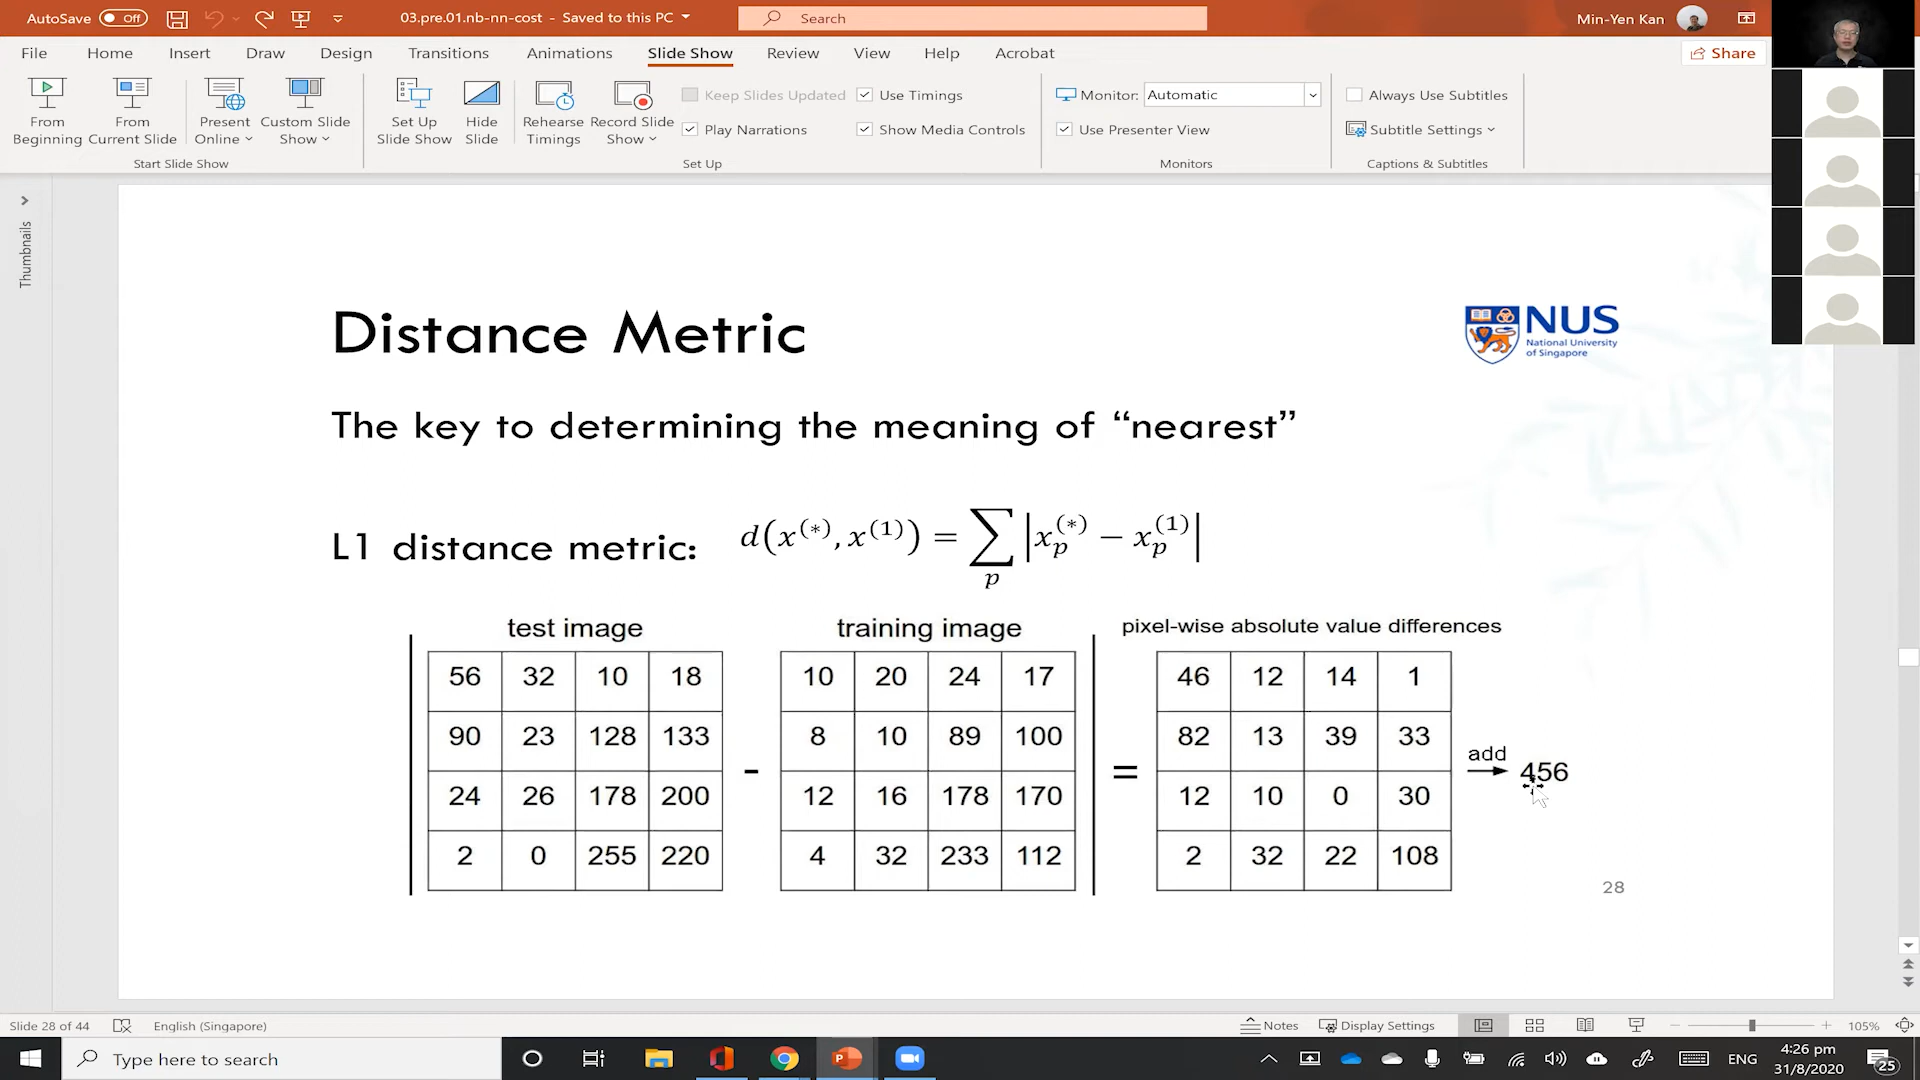 AutoSave Off 03.pre.01.nb-nn-cost - Saved to this PC Search Min-Yen Kan
File Home Insert Draw Design Transitions Animations Slide Show Review View Help Acrobat Share
From Beginning From Current Slide Present Online Custom Slide Show Set Up Slide Show Hide Slide Rehearse Timings Record Slide Show
Keep Slides Updated Use Timings Monitor: Automatic Always Use Subtitles
Play Narrations Show Media Controls Use Presenter View Subtitle Settings
Start Slide Show Set Up Monitors Captions & Subtitles
Thumbnails
Distance Metric
NUS
National University
of Singapore
The key to determining the meaning of “nearest”
L1 distance metric: d(x^(*), x^(1)) = ∑_p |x_p^(*) − x_p^(1)|
test image training image pixel-wise absolute value differences
56 32 10 18 10 20 24 17 46 12 14 1
90 23 128 133 8 10 89 100 82 13 39 33
- = add → 456
24 26 178 200 12 16 178 170 12 10 0 30
2 0 255 220 4 32 233 112 2 32 22 108
28
Slide 28 of 44 English (Singapore) Notes Display Settings 105%
Type here to search ENG 4:26 pm
31/8/2020 25